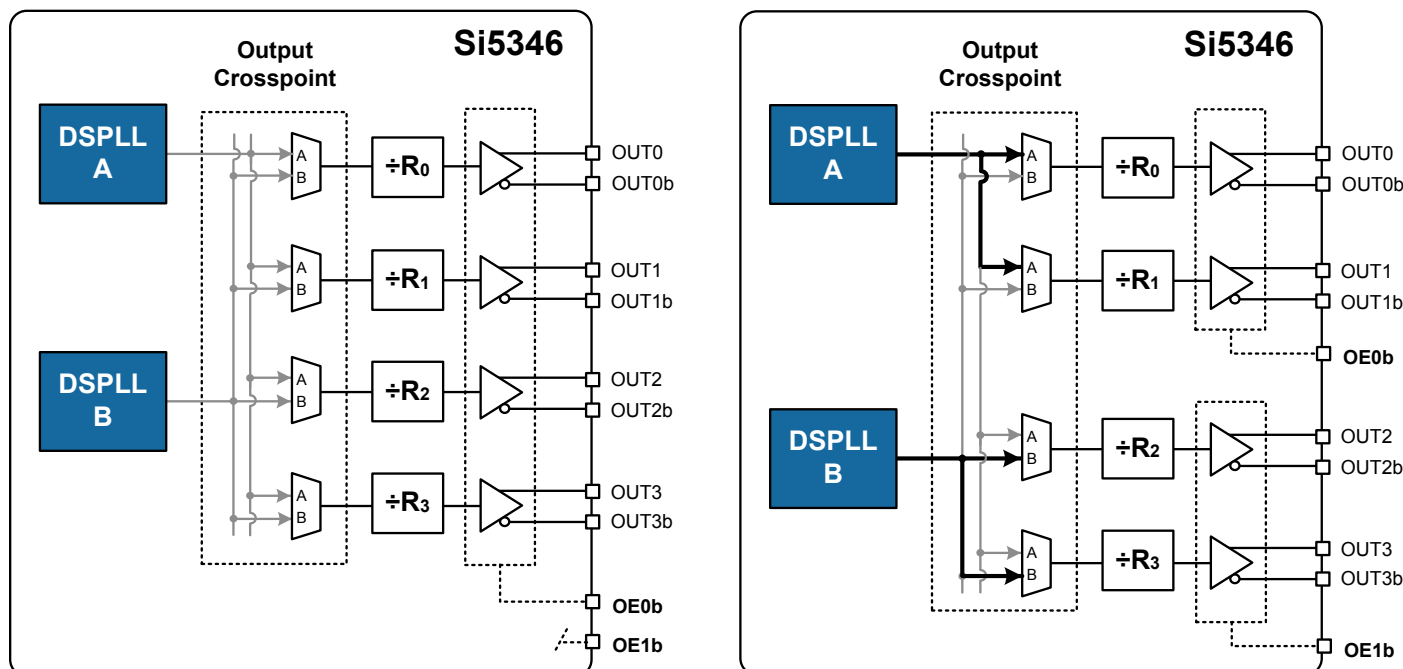 Si5346
Output
Crosspoint
DSPLL
A
DSPLL
B
A
B
A
B
A
B
A
B
÷R0
÷R1
÷R2
÷R3
OUT0
OUT0b
OUT1
OUT1b
OUT2
OUT2b
OUT3
OUT3b
OE0b
OE1b
Si5346
Output
Crosspoint
DSPLL
A
DSPLL
B
A
B
A
B
A
B
A
B
÷R0
÷R1
÷R2
÷R3
OUT0
OUT0b
OUT1
OUT1b
OE0b
OUT2
OUT2b
OUT3
OUT3b
OE1b